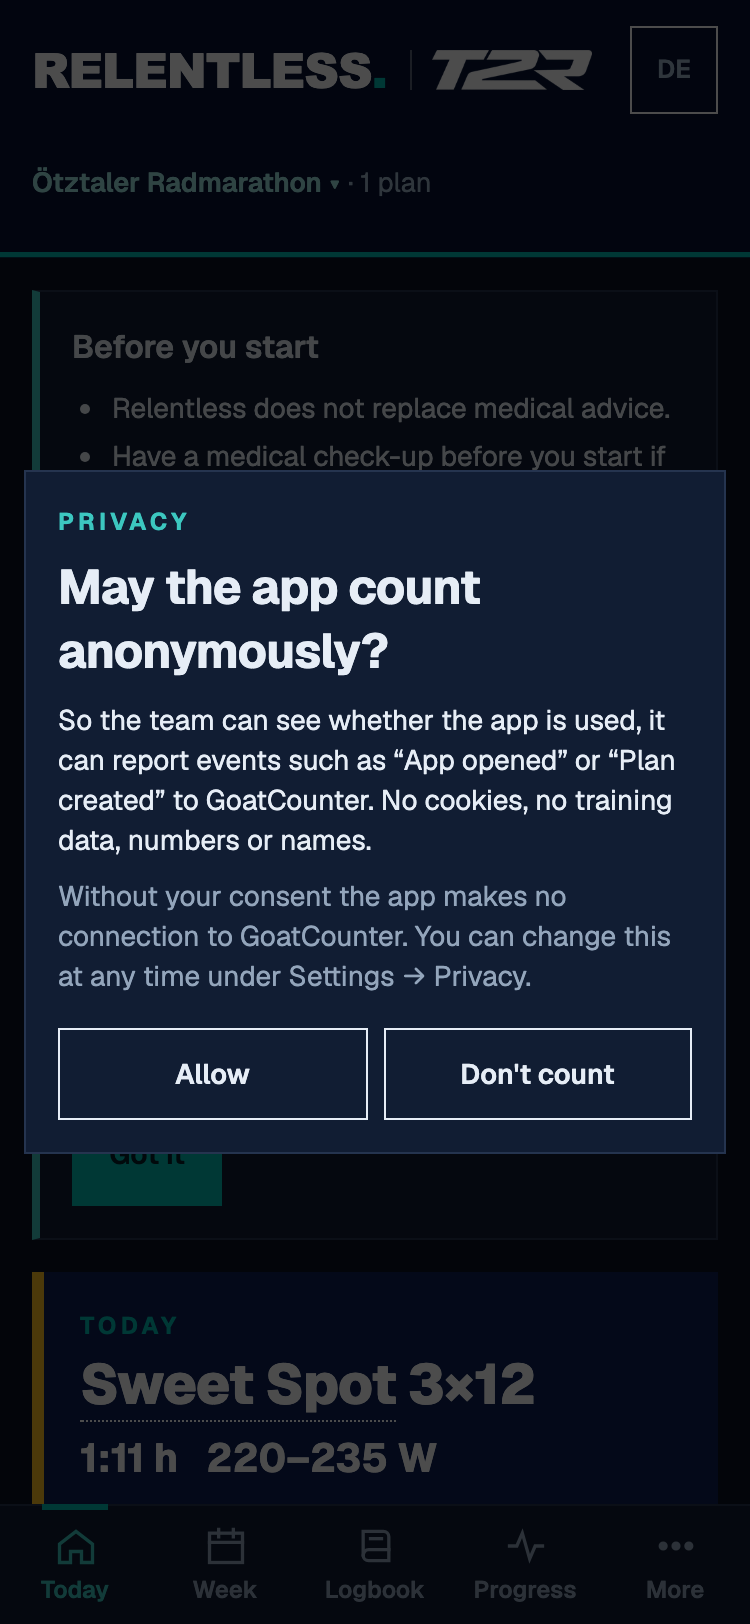 RELENTLESS. | T2R
DE
Ötztaler Radmarathon ▾ · 1 plan
Before you start
• Relentless does not replace medical advice.
• Have a medical check-up before you start if
PRIVACY
May the app count
anonymously?
So the team can see whether the app is used, it
can report events such as “App opened” or “Plan
created” to GoatCounter. No cookies, no training
data, numbers or names.
Without your consent the app makes no
connection to GoatCounter. You can change this
at any time under Settings → Privacy.
Allow
Don't count
Got it
TODAY
Sweet Spot 3×12
1:11 h 220–235 W
Today
Week
Logbook
Progress
More